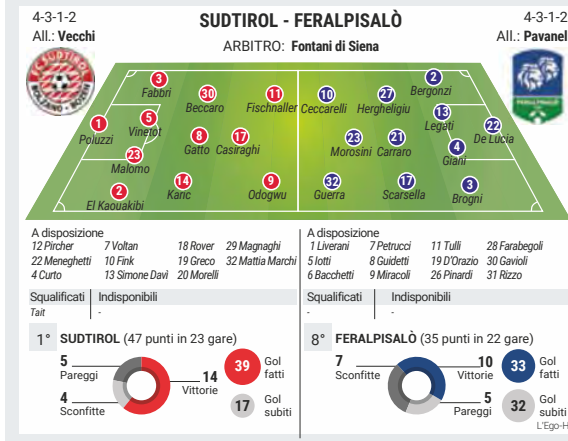 4-3-1-2
All.: Vecchi
SUDTIROL - FERALPISALÒ
ARBITRO: Fontani di Siena
4-3-1-2
All.: Pavanel
F.C. SÜDTIROL
BOLZANO - BOZEN
FERALPISALÒ
1 Poluzzi
3 Fabbri
5 Vinetot
23 Malomo
2 El Kaouakibi
30 Beccaro
8 Gatto
14 Karic
17 Casiraghi
11 Fischnaller
9 Odogwu
10 Ceccarelli
32 Guerra
23 Morosini
27 Hergheligiu
21 Carraro
17 Scarsella
2 Bergonzi
13 Legati
4 Giani
3 Brogni
22 De Lucia
A disposizione
12 Pircher 7 Voltan 18 Rover 29 Magnaghi
22 Meneghetti 10 Fink 19 Greco 32 Mattia Marchi
4 Curto 13 Simone Davì 20 Morelli
Squalificati Indisponibili
Tait -
A disposizione
1 Liverani 7 Petrucci 11 Tulli 28 Farabegoli
5 Iotti 8 Guidetti 19 D'Orazio 30 Gavioli
6 Bacchetti 9 Miracoli 26 Pinardi 31 Rizzo
Squalificati Indisponibili
- -
1° SUDTIROL (47 punti in 23 gare)
5 Pareggi
4 Sconfitte
14 Vittorie
39 Gol fatti
17 Gol subiti
8° FERALPISALÒ (35 punti in 22 gare)
7 Sconfitte
10 Vittorie
5 Pareggi
33 Gol fatti
32 Gol subiti
L'Ego-H